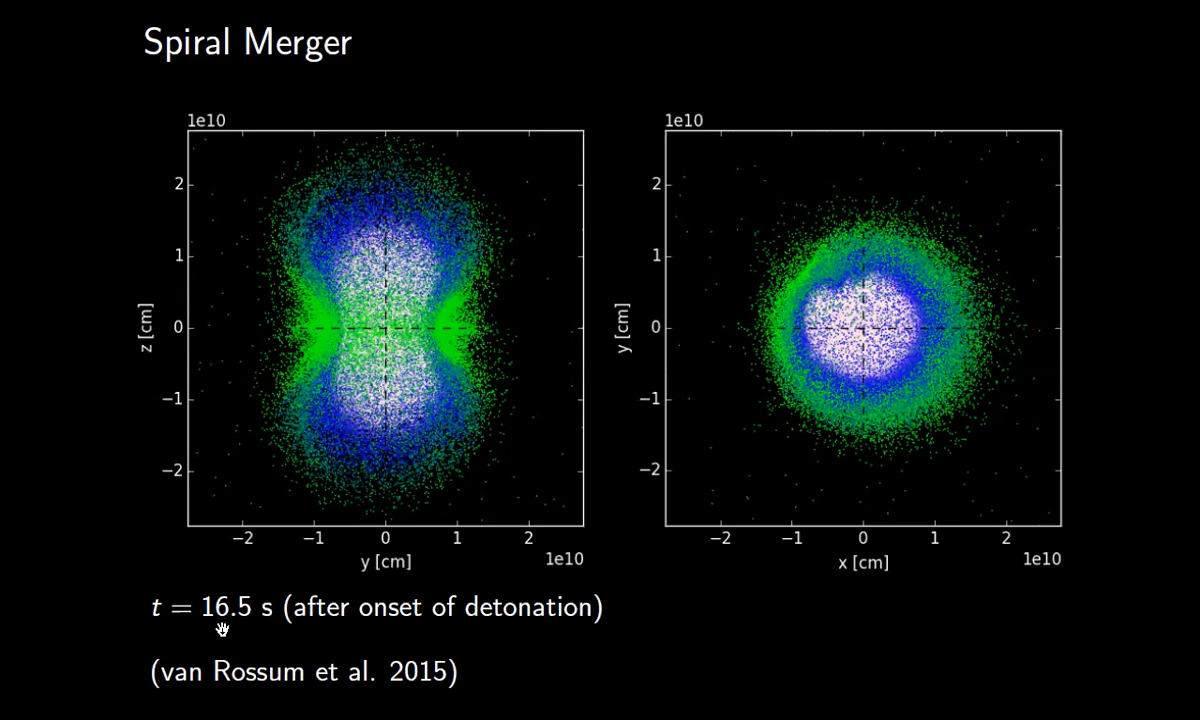 Spiral Merger
1e10
2
1
0
−1
−2
z [cm]
−2 −1 0 1 2
1e10
y [cm]
1e10
2
1
0
−1
−2
y [cm]
−2 −1 0 1 2
1e10
x [cm]
t = 16.5 s (after onset of detonation)
(van Rossum et al. 2015)